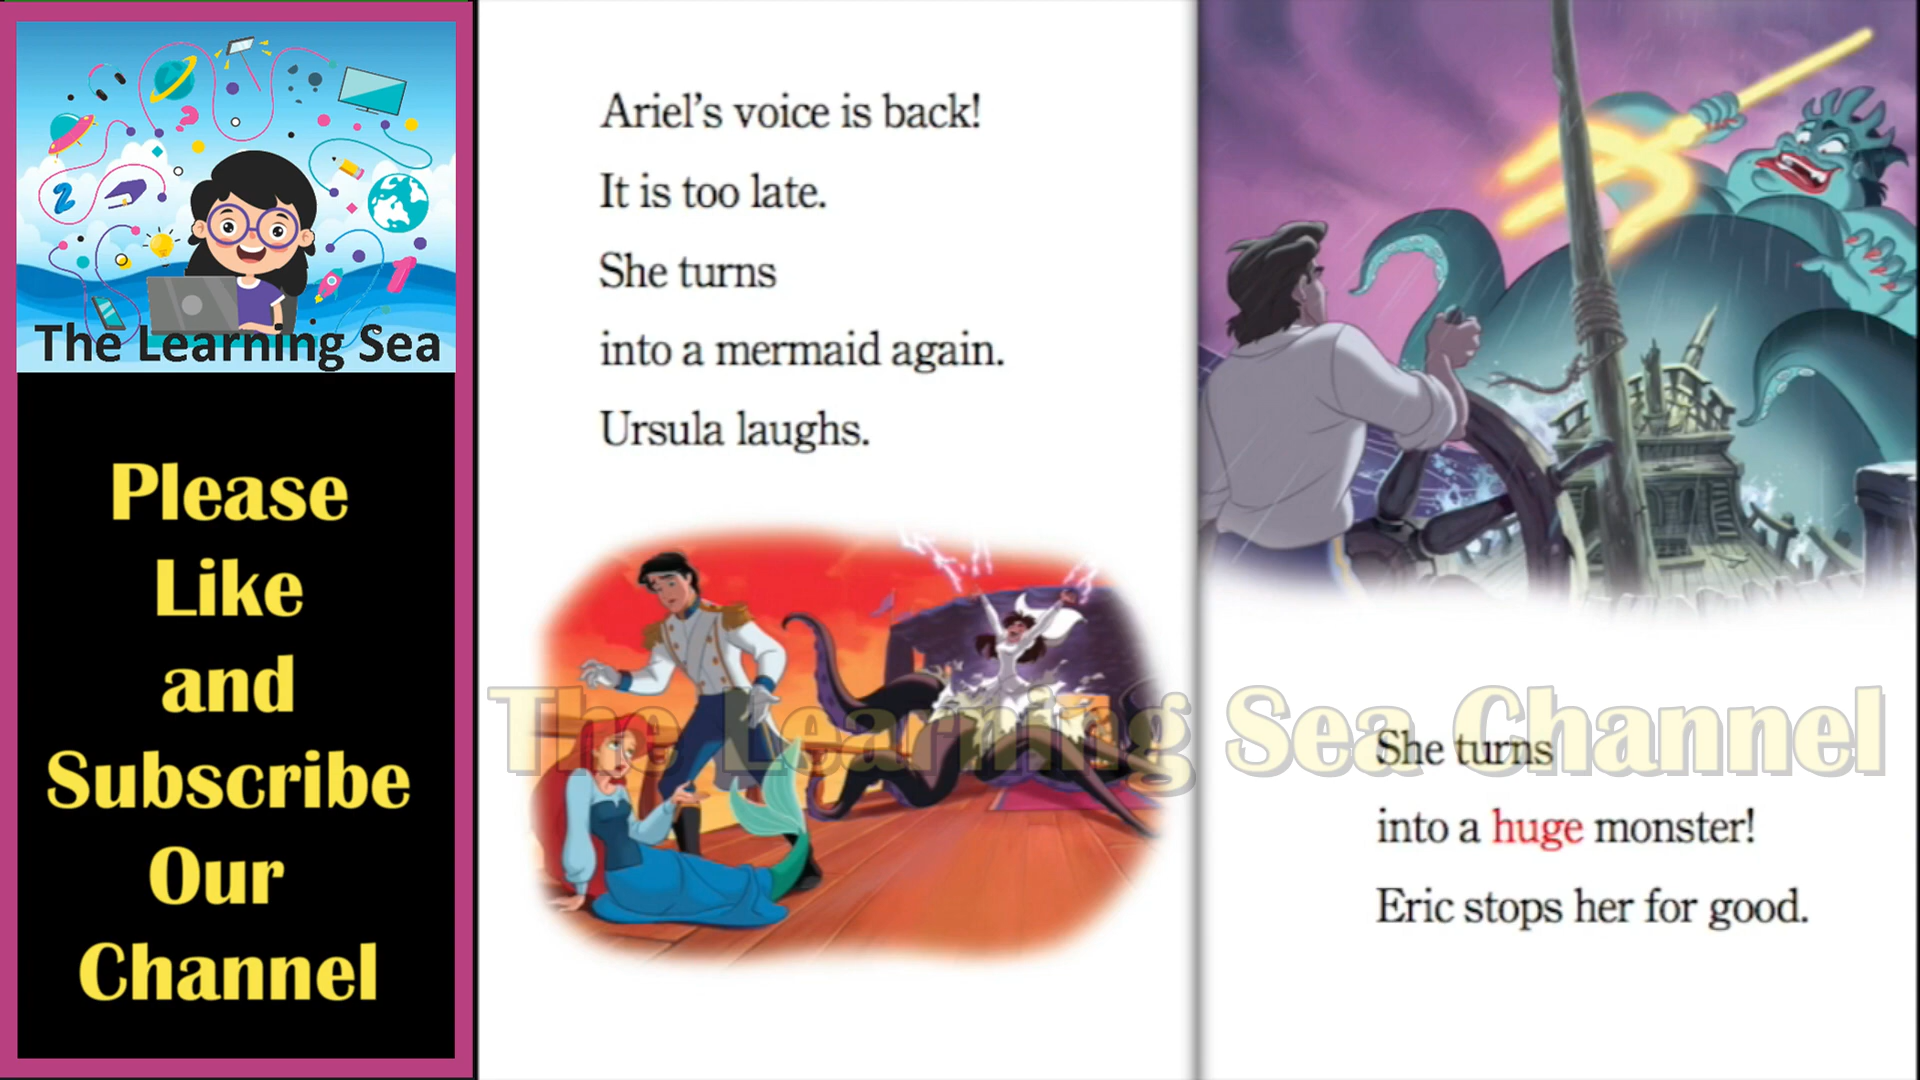 The Learning Sea
Please
Like
and
Subscribe
Our
Channel
Ariel's voice is back!
It is too late.
She turns
into a mermaid again.
Ursula laughs.
The Learning Sea Channel
She turns
into a huge monster!
Eric stops her for good.